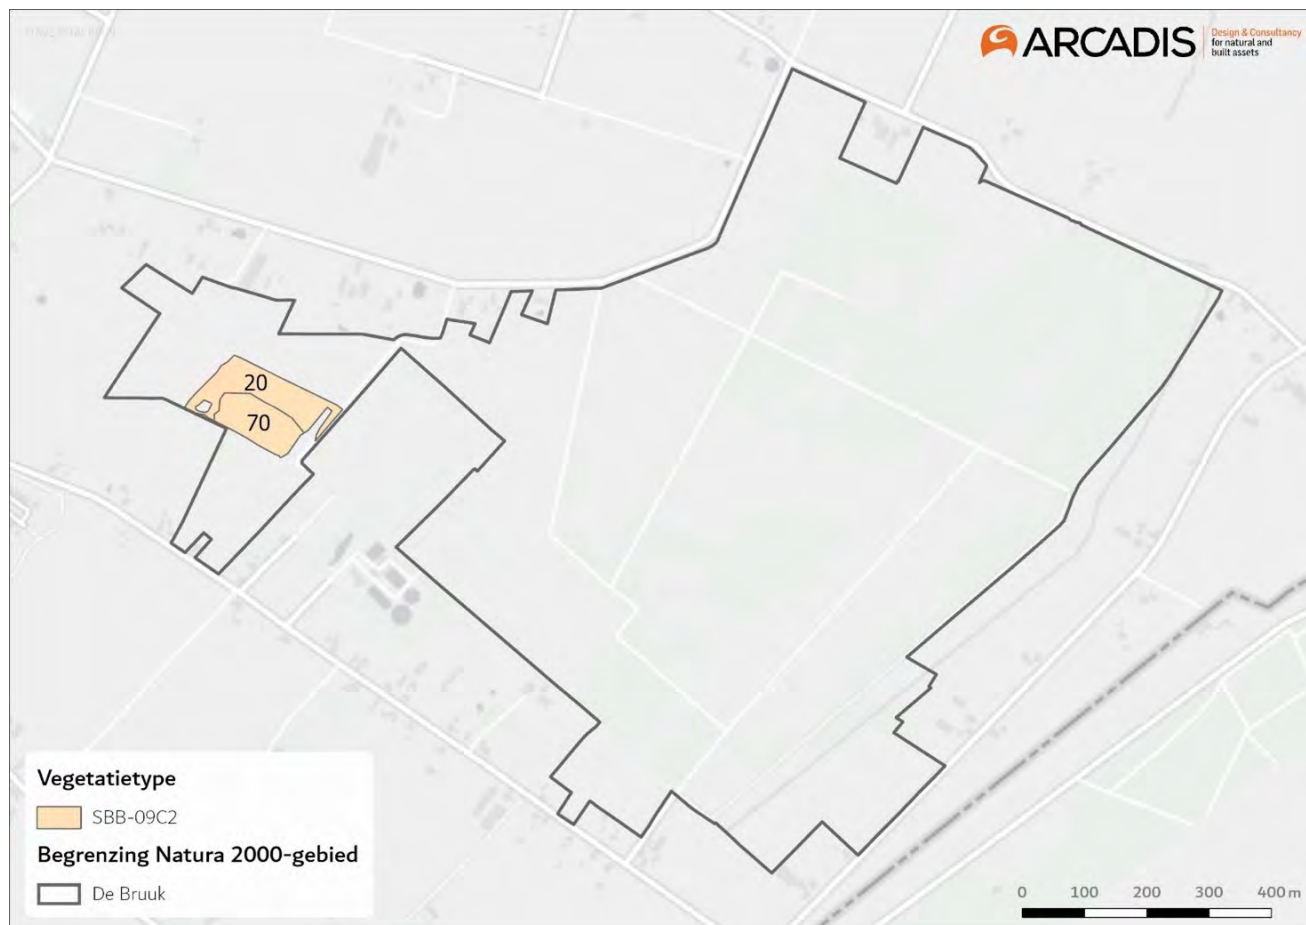 ARCADIS
Design & Consultancy
for natural and
built assets
20
70
Vegetatietype
SBB-09C2
Begrenzing Natura 2000-gebied
De Bruuk
0 100 200 300 400 m